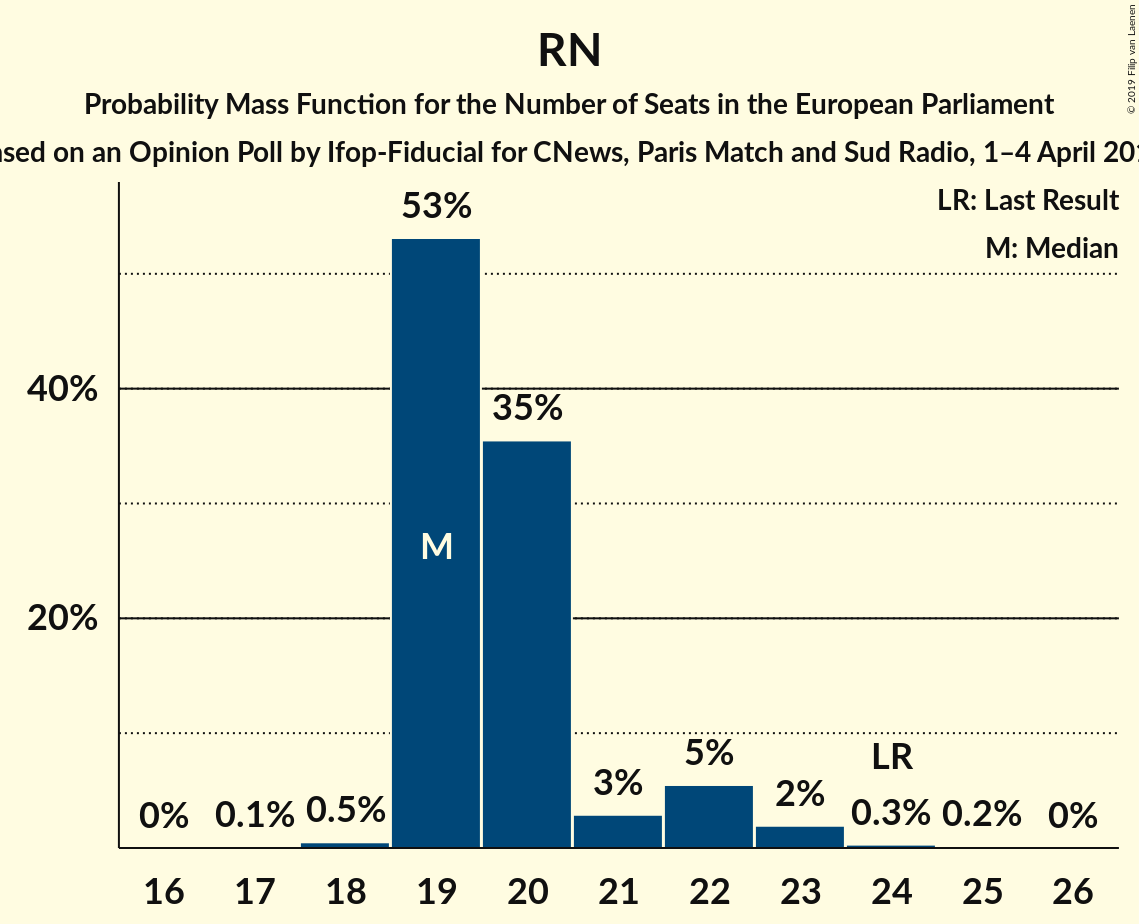 RN
Probability Mass Function for the Number of Seats in the European Parliament
on an Opinion Poll by Ifop-Fiducial for CNews, Paris Match and Sud Radio, 1–4 April
© 2019 Filip van Laenen
LR: Last Result
M: Median
53%
40%
35%
M
20%
5%
LR
3%
2%
0%
0.1%
0.5%
0.3%
0.2%
0%
16 17 18 19 20 21 22 23 24 25 26